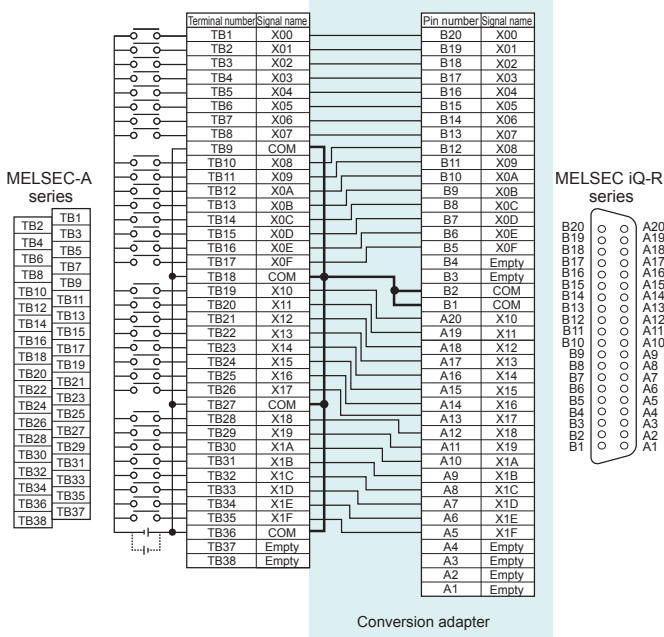 Terminal number Signal name
TB1 X00
TB2 X01
TB3 X02
TB4 X03
TB5 X04
TB6 X05
TB7 X06
TB8 X07
TB9 COM
TB10 X08
TB11 X09
TB12 X0A
TB13 X0B
TB14 X0C
TB15 X0D
TB16 X0E
TB17 X0F
TB18 COM
TB19 X10
TB20 X11
TB21 X12
TB22 X13
TB23 X14
TB24 X15
TB25 X16
TB26 X17
TB27 COM
TB28 X18
TB29 X19
TB30 X1A
TB31 X1B
TB32 X1C
TB33 X1D
TB34 X1E
TB35 X1F
TB36 COM
TB37 Empty
TB38 Empty
Pin number Signal name
B20 X00
B19 X01
B18 X02
B17 X03
B16 X04
B15 X05
B14 X06
B13 X07
B12 X08
B11 X09
B10 X0A
B9 X0B
B8 X0C
B7 X0D
B6 X0E
B5 X0F
B4 Empty
B3 Empty
B2 COM
B1 COM
A20 X10
A19 X11
A18 X12
A17 X13
A16 X14
A15 X15
A14 X16
A13 X17
A12 X18
A11 X19
A10 X1A
A9 X1B
A8 X1C
A7 X1D
A6 X1E
A5 X1F
A4 Empty
A3 Empty
A2 Empty
A1 Empty
MELSEC-A
series
TB1
TB2
TB3
TB4
TB5
TB6
TB7
TB8
TB9
TB10
TB11
TB12
TB13
TB14
TB15
TB16
TB17
TB18
TB19
TB20
TB21
TB22
TB23
TB24
TB25
TB26
TB27
TB28
TB29
TB30
TB31
TB32
TB33
TB34
TB35
TB36
TB37
TB38
MELSEC iQ-R
series
B20 A20
B19 A19
B18 A18
B17 A17
B16 A16
B15 A15
B14 A14
B13 A13
B12 A12
B11 A11
B10 A10
B9 A9
B8 A8
B7 A7
B6 A6
B5 A5
B4 A4
B3 A3
B2 A2
B1 A1
Conversion adapter